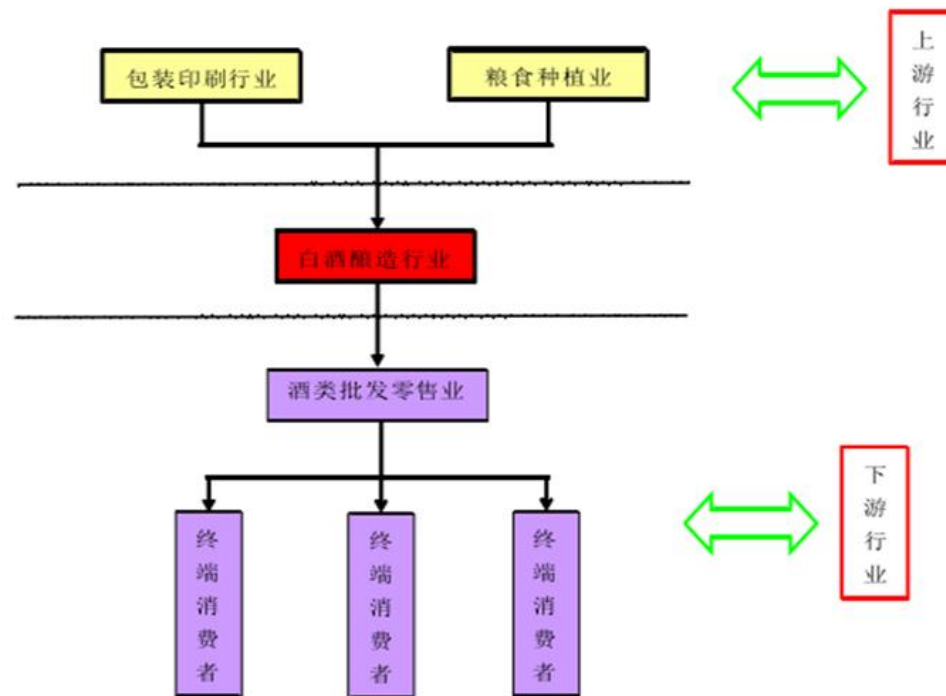 包装印刷行业
粮食种植业
上游行业
白酒酿造行业
酒类批发零售业
下游行业
终端消费者
终端消费者
终端消费者